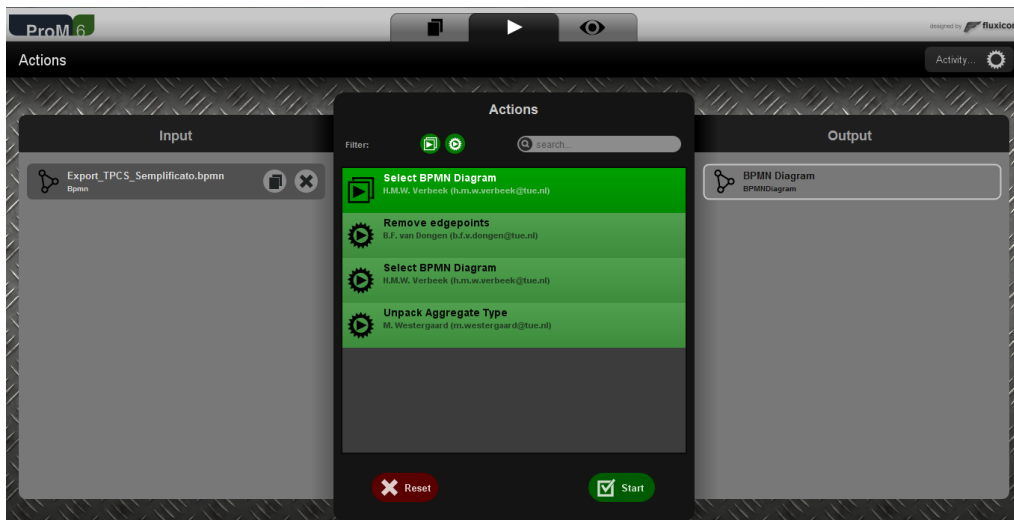 ProM 6
designed by fluxicon
Actions
Activity...
Actions
Input
Output
Filter:
search...
Export_TPCS_Semplificato.bpmn
Bpmn
Select BPMN Diagram
H.M.W. Verbeek (h.m.w.verbeek@tue.nl)
BPMN Diagram
BPMNDiagram
Remove edgepoints
B.F. van Dongen (b.f.v.dongen@tue.nl)
Select BPMN Diagram
H.M.W. Verbeek (h.m.w.verbeek@tue.nl)
Unpack Aggregate Type
M. Westergaard (m.westergaard@tue.nl)
Reset
Start